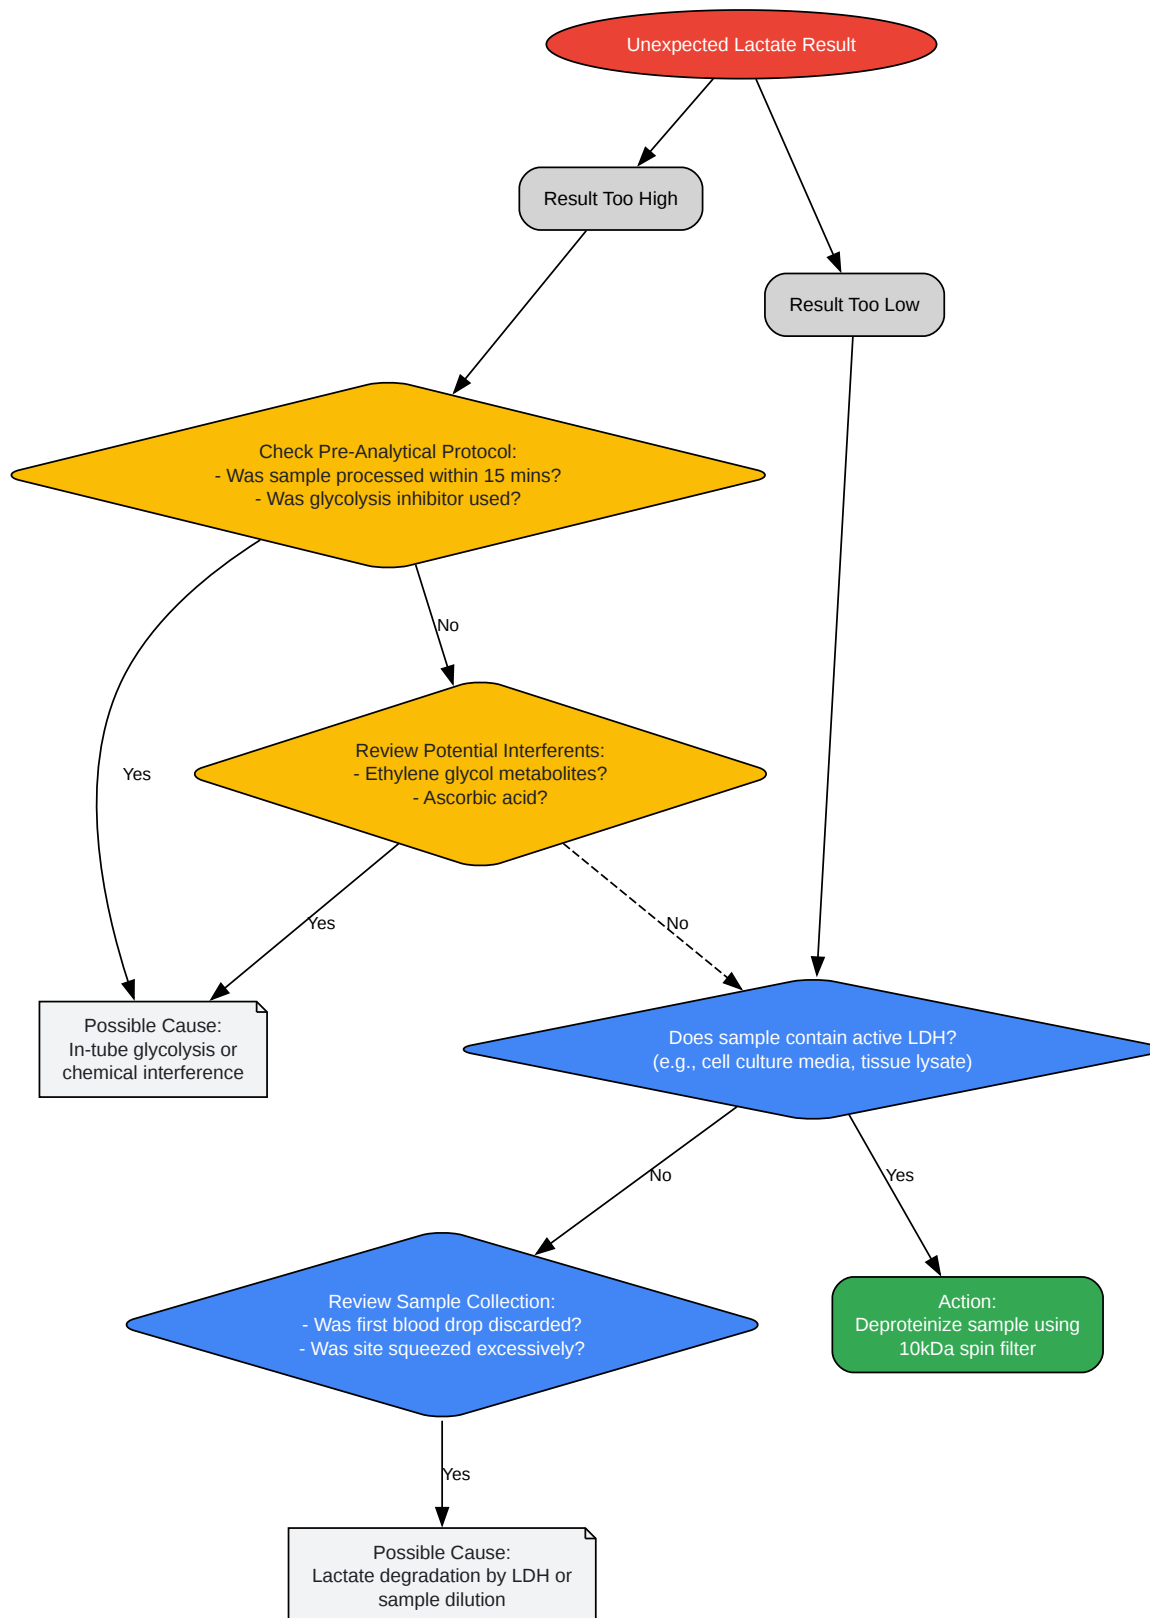 Unexpected Lactate Result
Result Too High
Result Too Low
Check Pre-Analytical Protocol:
- Was sample processed within 15 mins?
- Was glycolysis inhibitor used?
No
Review Potential Interferents:
- Ethylene glycol metabolites?
- Ascorbic acid?
Yes
Yes
No
Possible Cause:
In-tube glycolysis or
chemical interference
Does sample contain active LDH?
(e.g., cell culture media, tissue lysate)
No
Yes
Review Sample Collection:
- Was first blood drop discarded?
- Was site squeezed excessively?
Action:
Deproteinize sample using
10kDa spin filter
Yes
Possible Cause:
Lactate degradation by LDH or
sample dilution